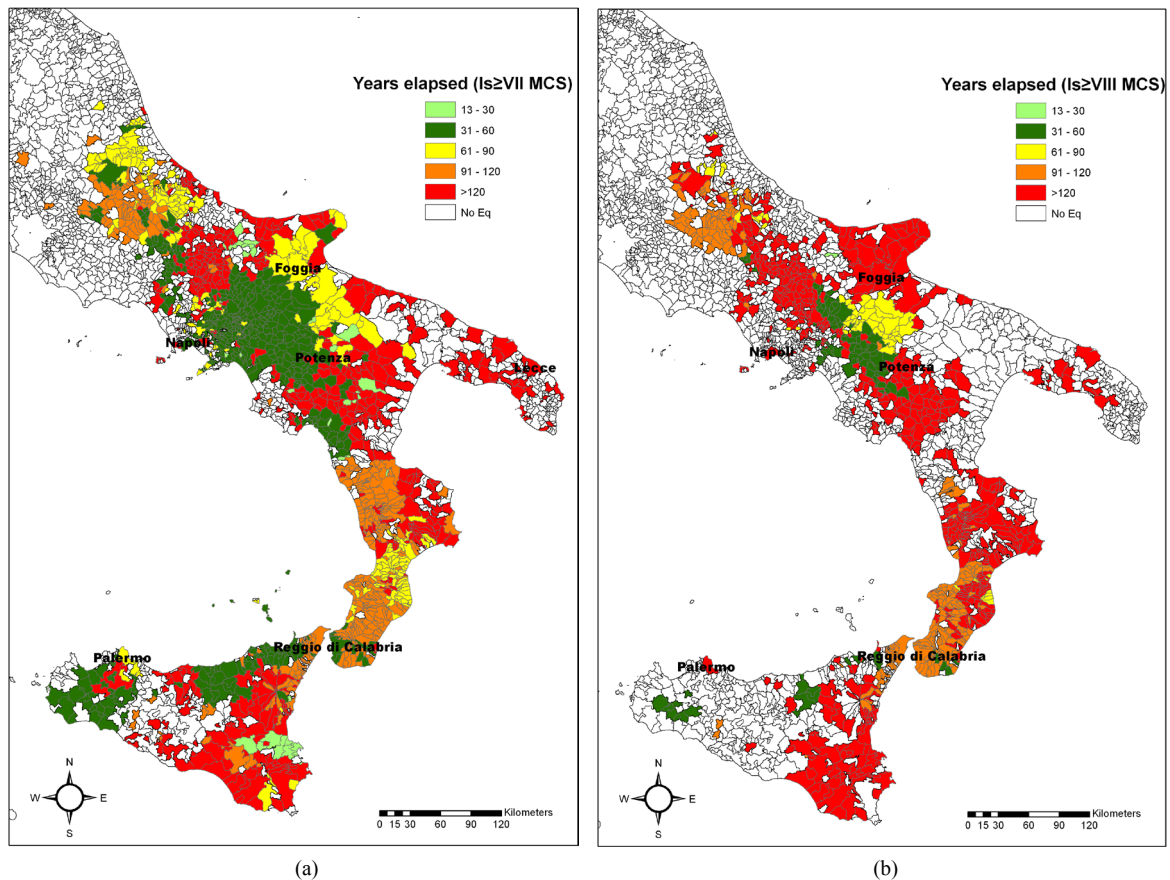 Years elapsed (Is≥VII MCS)
13 - 30
31 - 60
61 - 90
91 - 120
>120
No Eq
Foggia
Napoli
Potenza
Lecce
Reggio di Calabria
Palermo
N
W E
S
Kilometers
0 15 30 60 90 120
(a)
Years elapsed (Is≥VIII MCS)
13 - 30
31 - 60
61 - 90
91 - 120
>120
No Eq
Foggia
Napoli
Potenza
Reggio di Calabria
Palermo
N
W E
S
Kilometers
0 15 30 60 90 120
(b)